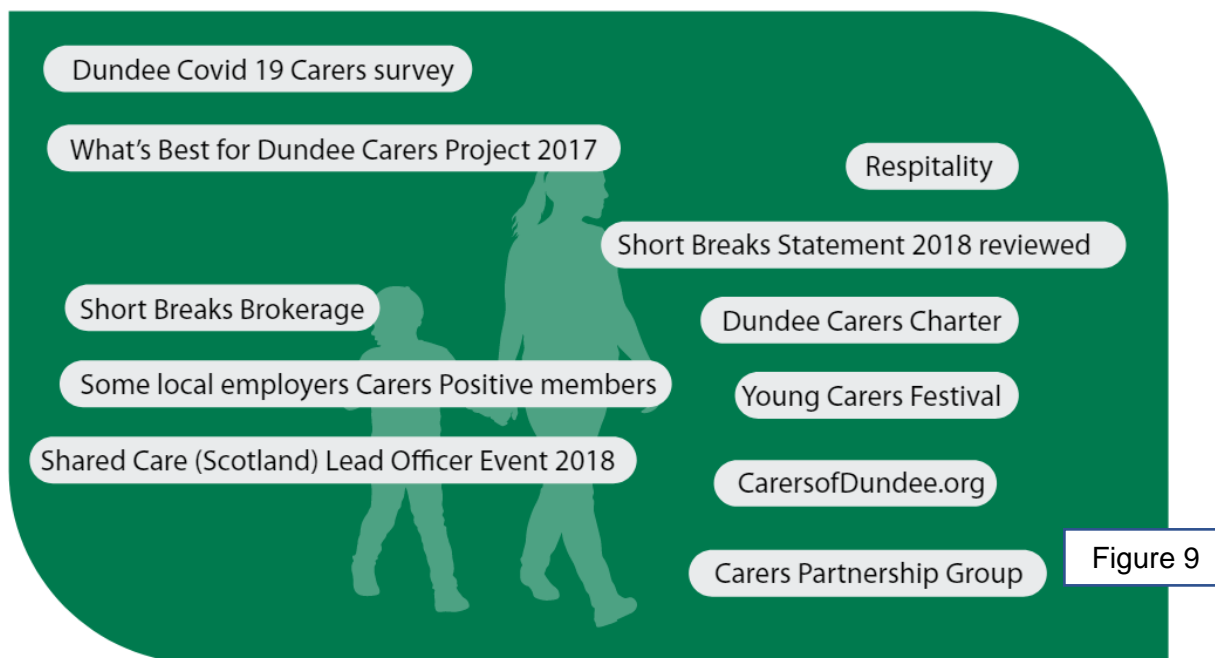 Dundee Covid 19 Carers survey
What's Best for Dundee Carers Project 2017
Respitality
Short Breaks Statement 2018 reviewed
Short Breaks Brokerage
Dundee Carers Charter
Some local employers Carers Positive members
Young Carers Festival
Shared Care (Scotland) Lead Officer Event 2018
CarersofDundee.org
Carers Partnership Group
Figure 9